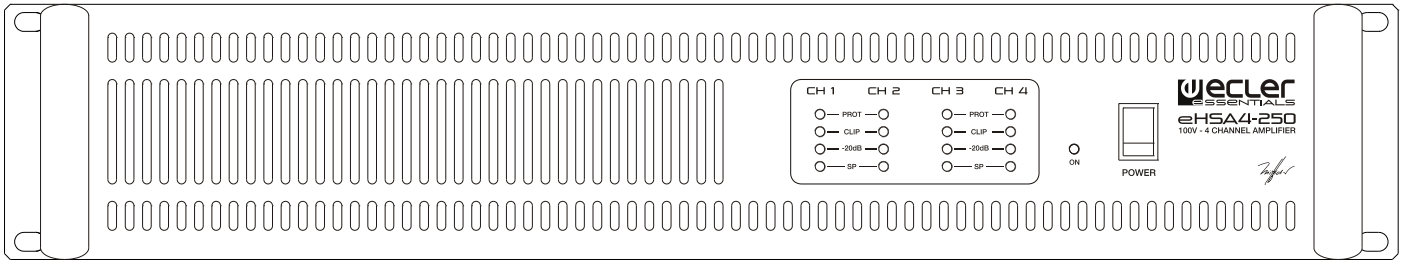 CH 1 CH 2 CH 3 CH 4
PROT PROT
CLIP CLIP
-20dB -20dB
SP SP
ON
POWER
ecler
essentials
eHSA4-250
100V - 4 CHANNEL AMPLIFIER